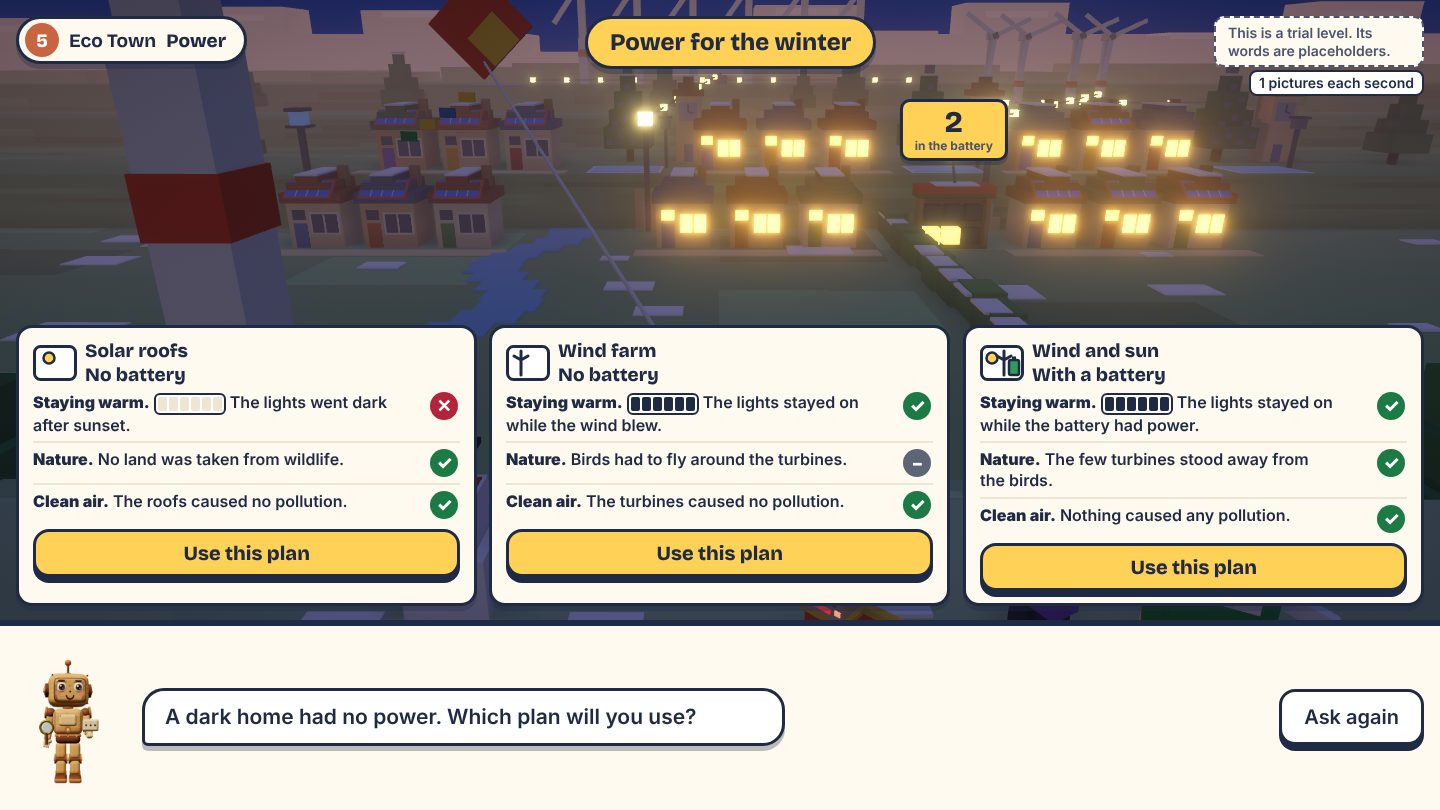 5 Eco Town Power
Power for the winter
This is a trial level. Its
words are placeholders.
1 pictures each second
2
in the battery
Solar roofs
No battery
Staying warm. The lights went dark
after sunset.
Nature. No land was taken from wildlife.
Clean air. The roofs caused no pollution.
Use this plan
Wind farm
No battery
Staying warm. The lights stayed on
while the wind blew.
Nature. Birds had to fly around the turbines.
Clean air. The turbines caused no pollution.
Use this plan
Wind and sun
With a battery
Staying warm. The lights stayed on
while the battery had power.
Nature. The few turbines stood away from
the birds.
Clean air. Nothing caused any pollution.
Use this plan
A dark home had no power. Which plan will you use?
Ask again